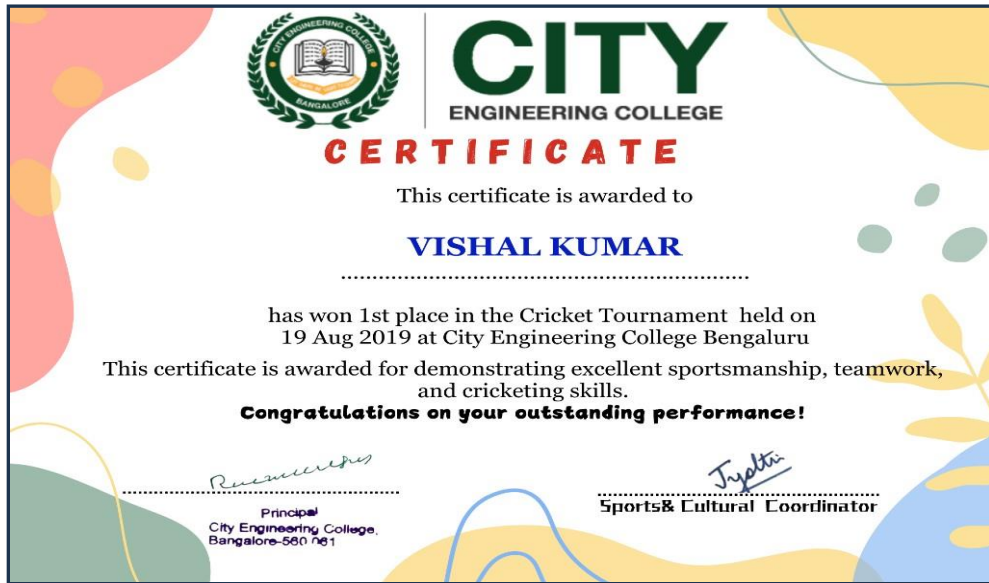 CITY ENGINEERING COLLEGE
BANGALORE
CITY
ENGINEERING COLLEGE
CERTIFICATE
This certificate is awarded to
VISHAL KUMAR
has won 1st place in the Cricket Tournament held on
19 Aug 2019 at City Engineering College Bengaluru
This certificate is awarded for demonstrating excellent sportsmanship, teamwork,
and cricketing skills.
Congratulations on your outstanding performance!
Jyothi
Principal
City Engineering College,
Bangalore-560 061
Sports& Cultural Coordinator